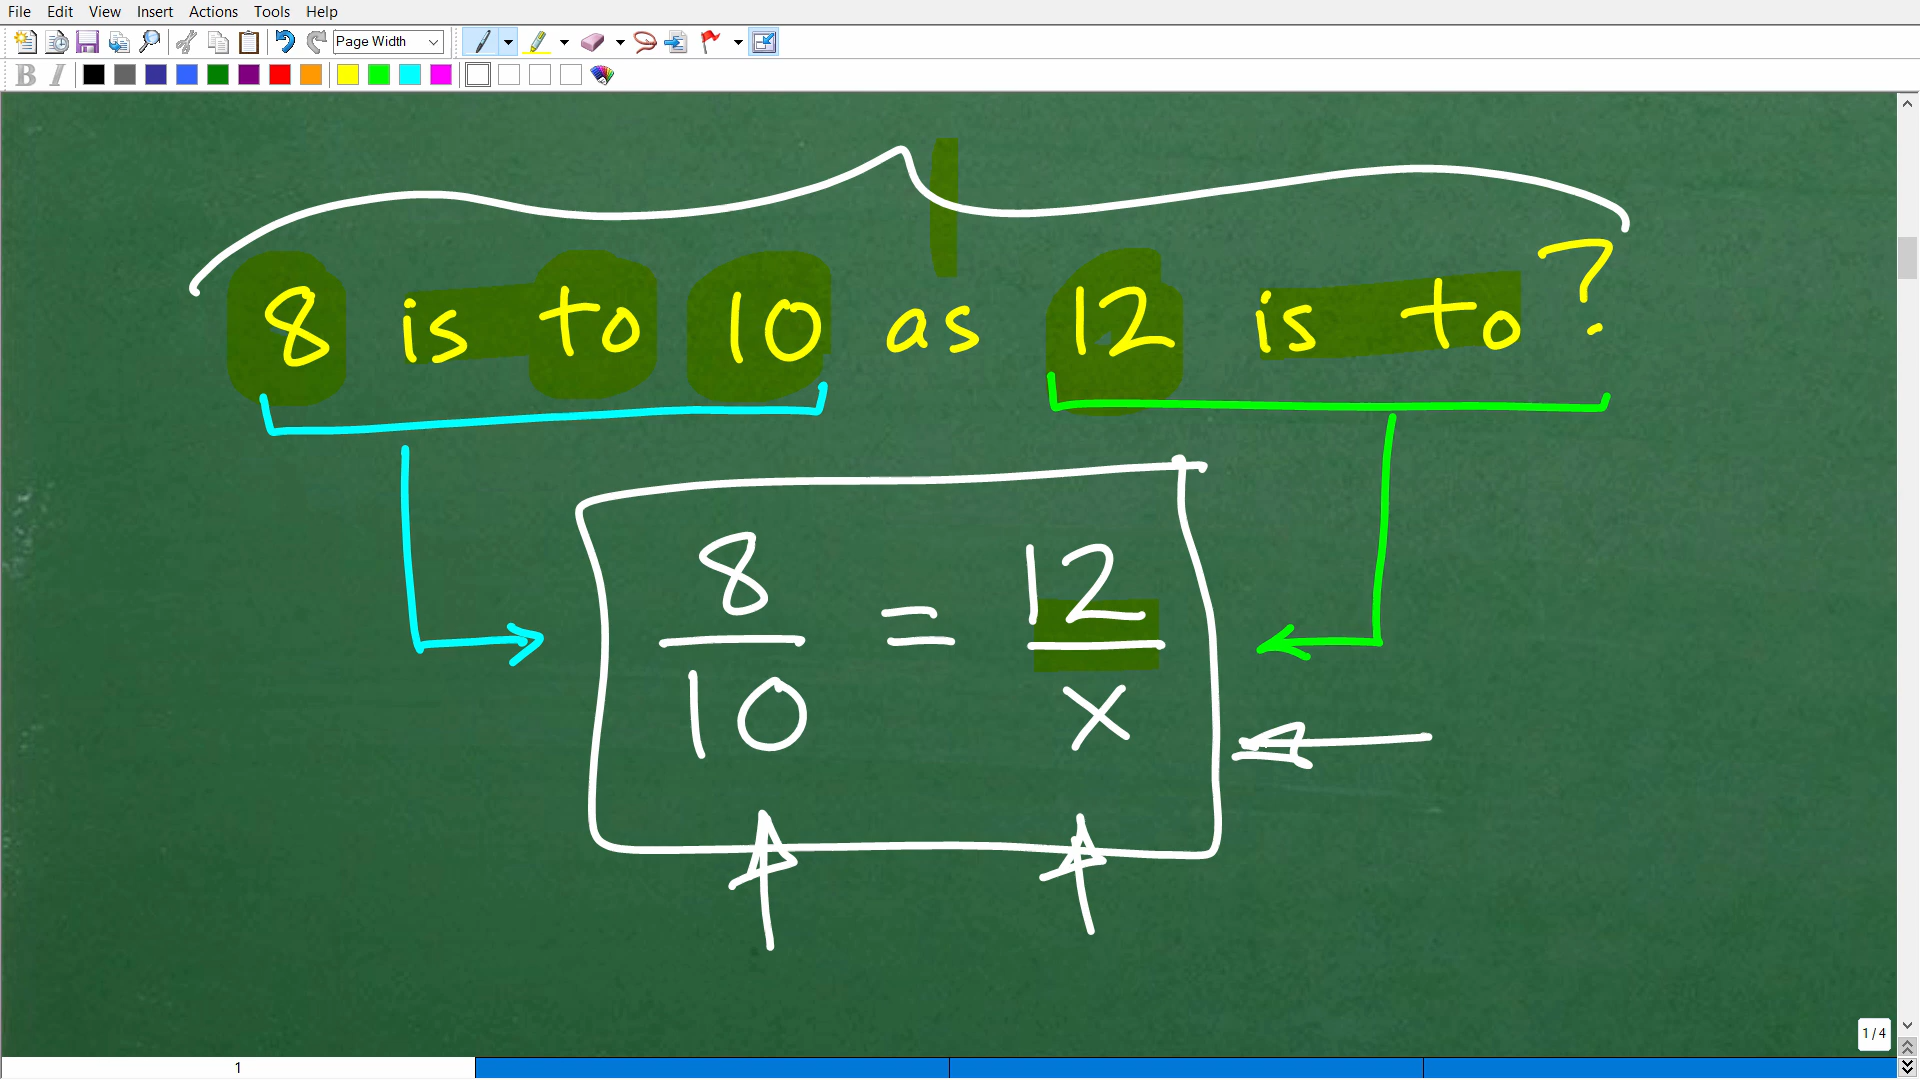 File Edit View Insert Actions Tools Help
Page Width
B I
8 is to 10 as 12 is to ?
8 = 12
10 x
1 / 4
1